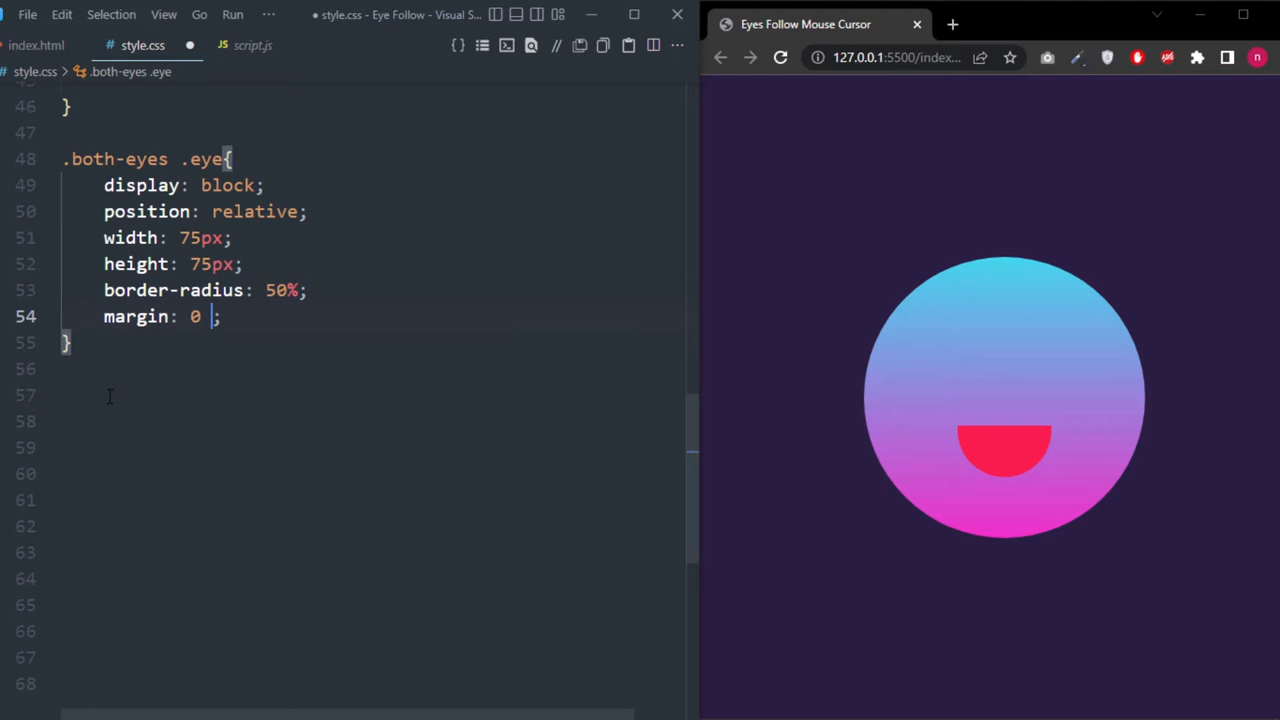 File Edit Selection View Go Run ··· ● style.css - Eye Follow - Visual S...
index.html # style.css ● JS script.js
style.css > .both-eyes .eye
46 }
47
48 .both-eyes .eye{
49 display: block;
50 position: relative;
51 width: 75px;
52 height: 75px;
53 border-radius: 50%;
54 margin: 0 ;
55 }
56
57
58
59
60
61
62
63
64
65
66
67
68
Eyes Follow Mouse Cursor
127.0.0.1:5500/index...
ABP
n